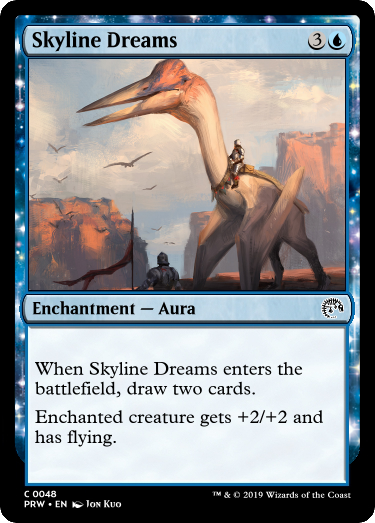 Skyline Dreams 3
Enchantment — Aura
When Skyline Dreams enters the
battlefield, draw two cards.
Enchanted creature gets +2/+2 and
has flying.
C 0048
PRW • EN Jon Kuo
™ & © 2019 Wizards of the Coast